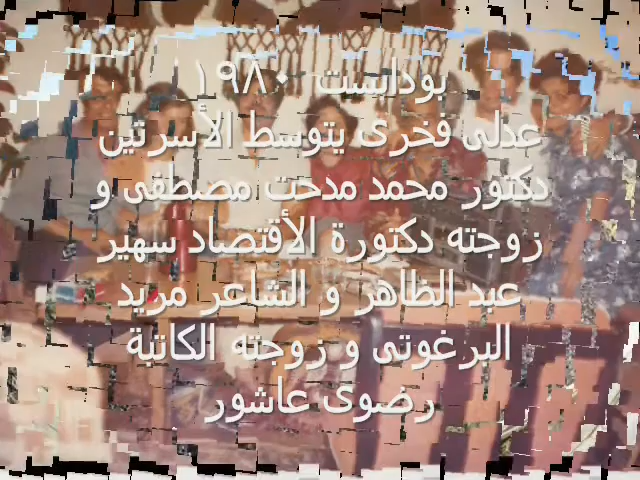 بودابست ١٩٨٠
عدلى فخرى يتوسط الأسرتين
دكتور محمد مدحت مصطفى و
زوجته دكتورة الأقتصاد سهير
عبد الظاهر و الشاعر مريد
البرغوتى و زوجته الكاتبة
رضوى عاشور